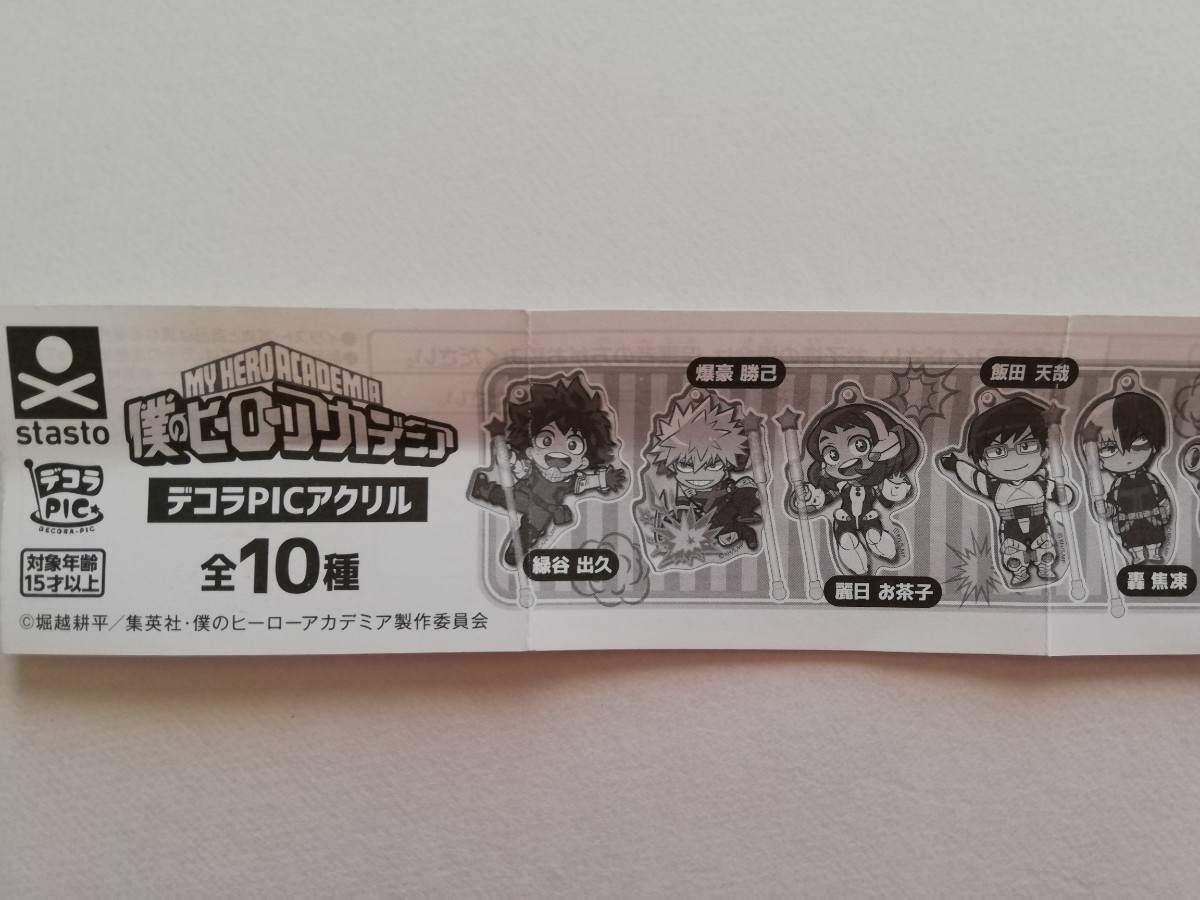 stasto
デコラ
PIC
DECORA-PIC
対象年齢
15才以上
MY HERO ACADEMIA
僕のヒーローアカデミア
デコラPICアクリル
全10種
©堀越耕平/集英社・僕のヒーローアカデミア製作委員会
緑谷 出久
爆豪 勝己
麗日 お茶子
飯田 天哉
轟 焦凍